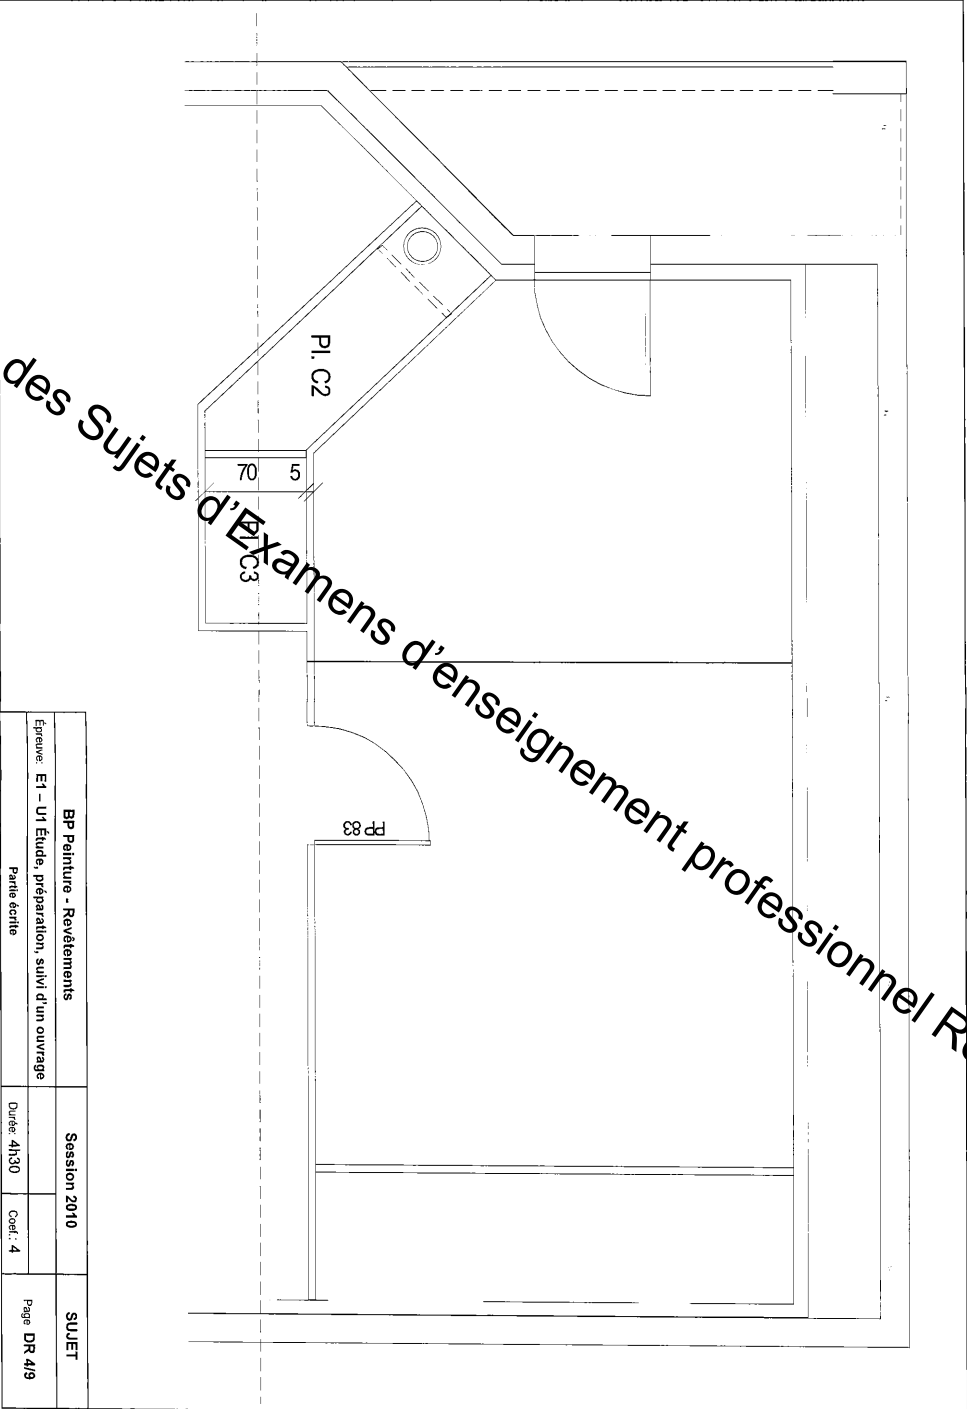 des Sujets d'Examens d'enseignement professionnel
Pl. C2
70 5
Pl. C3
PP 83
BP Peinture - Revêtements
Session 2010
SUJET
Épreuve: E1 – U1 Étude, préparation, suivi d'un ouvrage
Partie écrite
Durée: 4h30
Coef.: 4
Page DR 4/9